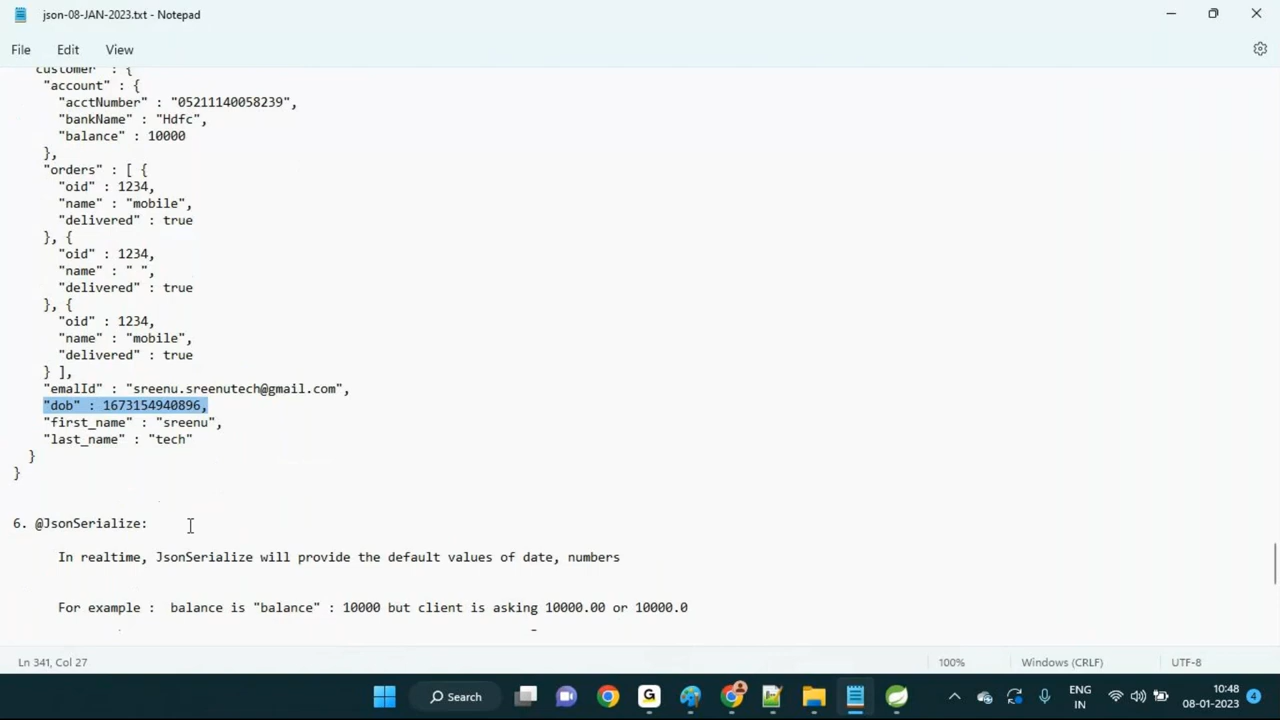 json-08-JAN-2023.txt - Notepad
File Edit View
"customer" : {
"account" : {
"acctNumber" : "05211140058239",
"bankName" : "Hdfc",
"balance" : 10000
},
"orders" : [ {
"oid" : 1234,
"name" : "mobile",
"delivered" : true
}, {
"oid" : 1234,
"name" : " ",
"delivered" : true
}, {
"oid" : 1234,
"name" : "mobile",
"delivered" : true
} ],
"emalId" : "sreenu.sreenutech@gmail.com",
"dob" : 1673154940896,
"first_name" : "sreenu",
"last_name" : "tech"
}
}
6. @JsonSerialize:
In realtime, JsonSerialize will provide the default values of date, numbers
For example : balance is "balance" : 10000 but client is asking 10000.00 or 10000.0
Ln 341, Col 27 100% Windows (CRLF) UTF-8
Search
ENG
IN
10:48
08-01-2023
4